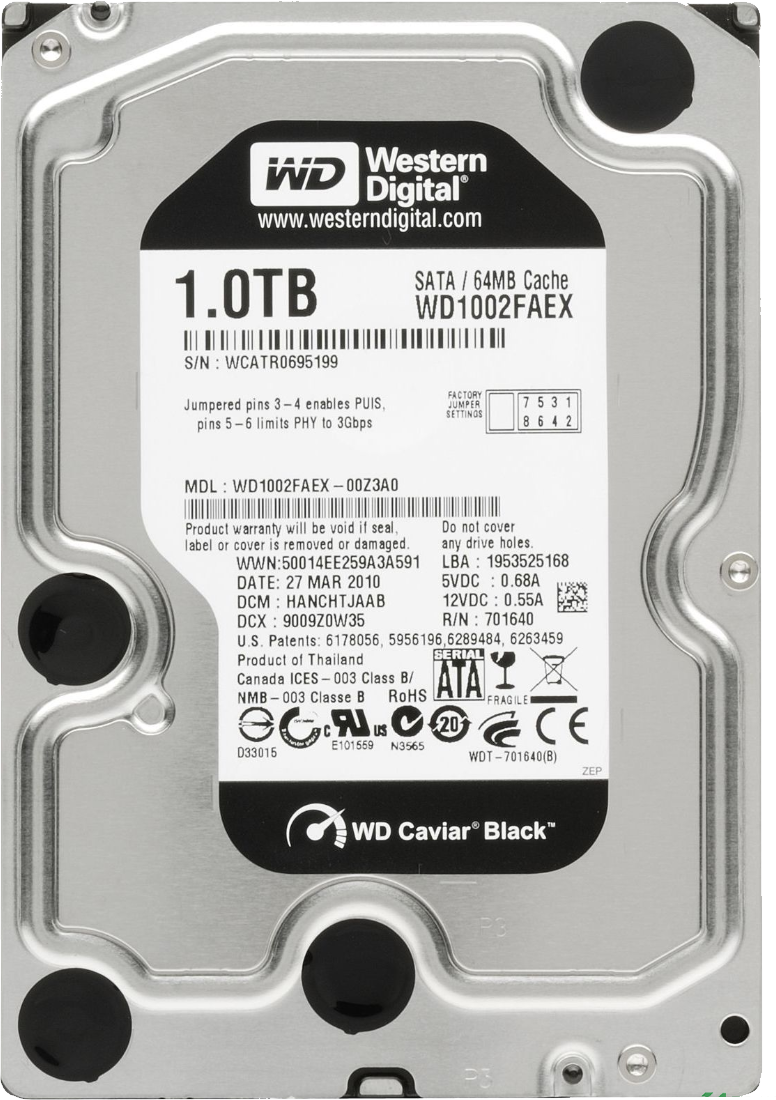 WD Western
Digital®
www.westerndigital.com
1.0TB
SATA / 64MB Cache
WD1002FAEX
S/N : WCATR0695199
Jumpered pins 3-4 enables PUIS,
pins 5-6 limits PHY to 3Gbps
FACTORY
JUMPER
SETTINGS
7 5 3 1
8 6 4 2
MDL : WD1002FAEX-00Z3A0
Product warranty will be void if seal,
label or cover is removed or damaged.
Do not cover
any drive holes.
WWN:50014EE259A3A591
DATE: 27 MAR 2010
DCM : HANCHTJAAB
DCX : 9009Z0W35
LBA : 1953525168
5VDC : 0.68A
12VDC : 0.55A
R/N : 701640
U.S. Patents: 6178056, 5956196,6289484, 6263459
Product of Thailand
Canada ICES-003 Class B/
NMB-003 Classe B RoHS
SERIAL
ATA
FRAGILE
D33015
c RU us
E101559
N3565
20
CE
WDT-701640(B)
ZEP
WD Caviar® Black™
P3
P3